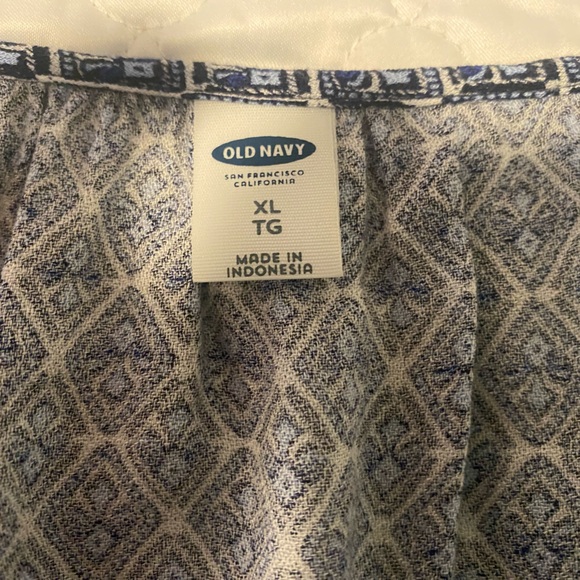 OLD NAVY
SAN FRANCISCO
CALIFORNIA
XL
TG
MADE IN
INDONESIA